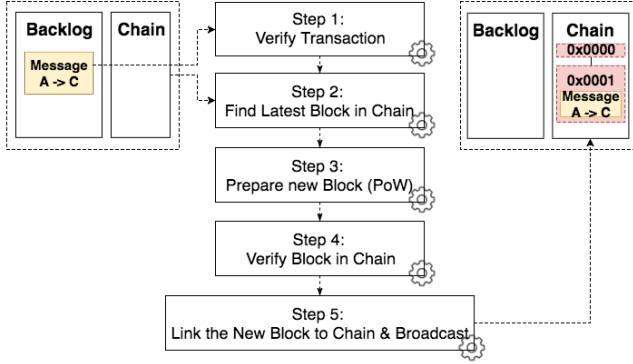 Backlog
Chain
Message
A -> C
Step 1:
Verify Transaction
Step 2:
Find Latest Block in Chain
Step 3:
Prepare new Block (PoW)
Step 4:
Verify Block in Chain
Step 5:
Link the New Block to Chain & Broadcast
Backlog
Chain
0x0000
0x0001
Message
A -> C